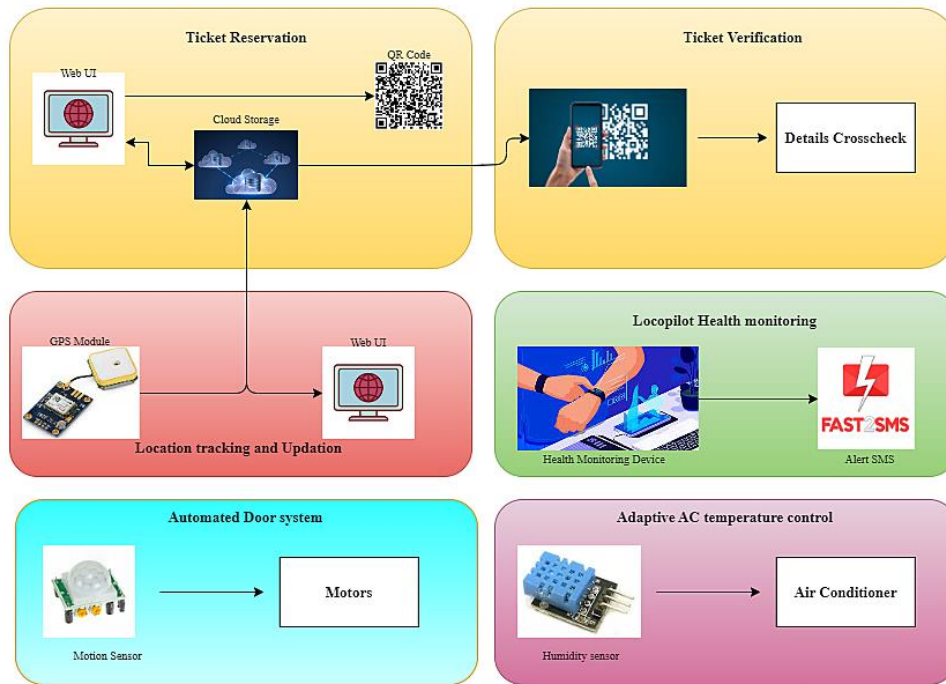 Ticket Reservation
QR Code
Web UI
Cloud Storage
Ticket Verification
Details Crosscheck
GPS Module
Web UI
Location tracking and Updation
Locopilot Health monitoring
FAST2SMS
Health Monitoring Device
Alert SMS
Automated Door system
Motors
Motion Sensor
Adaptive AC temperature control
Air Conditioner
Humidity sensor